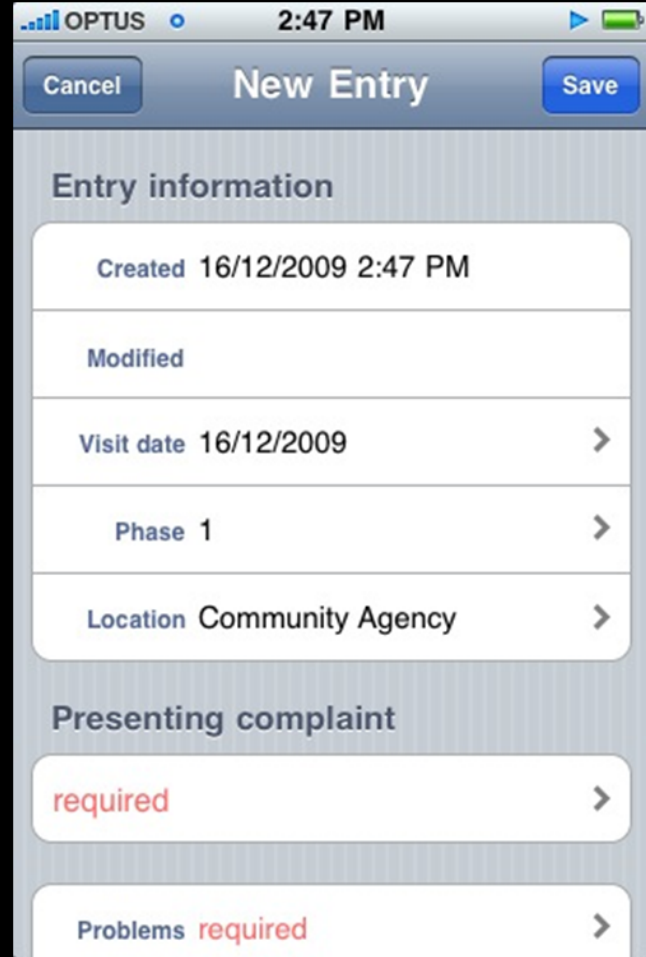 OPTUS 2:47 PM
Cancel New Entry Save
Entry information
Created 16/12/2009 2:47 PM
Modified
Visit date 16/12/2009
Phase 1
Location Community Agency
Presenting complaint
required
Problems required